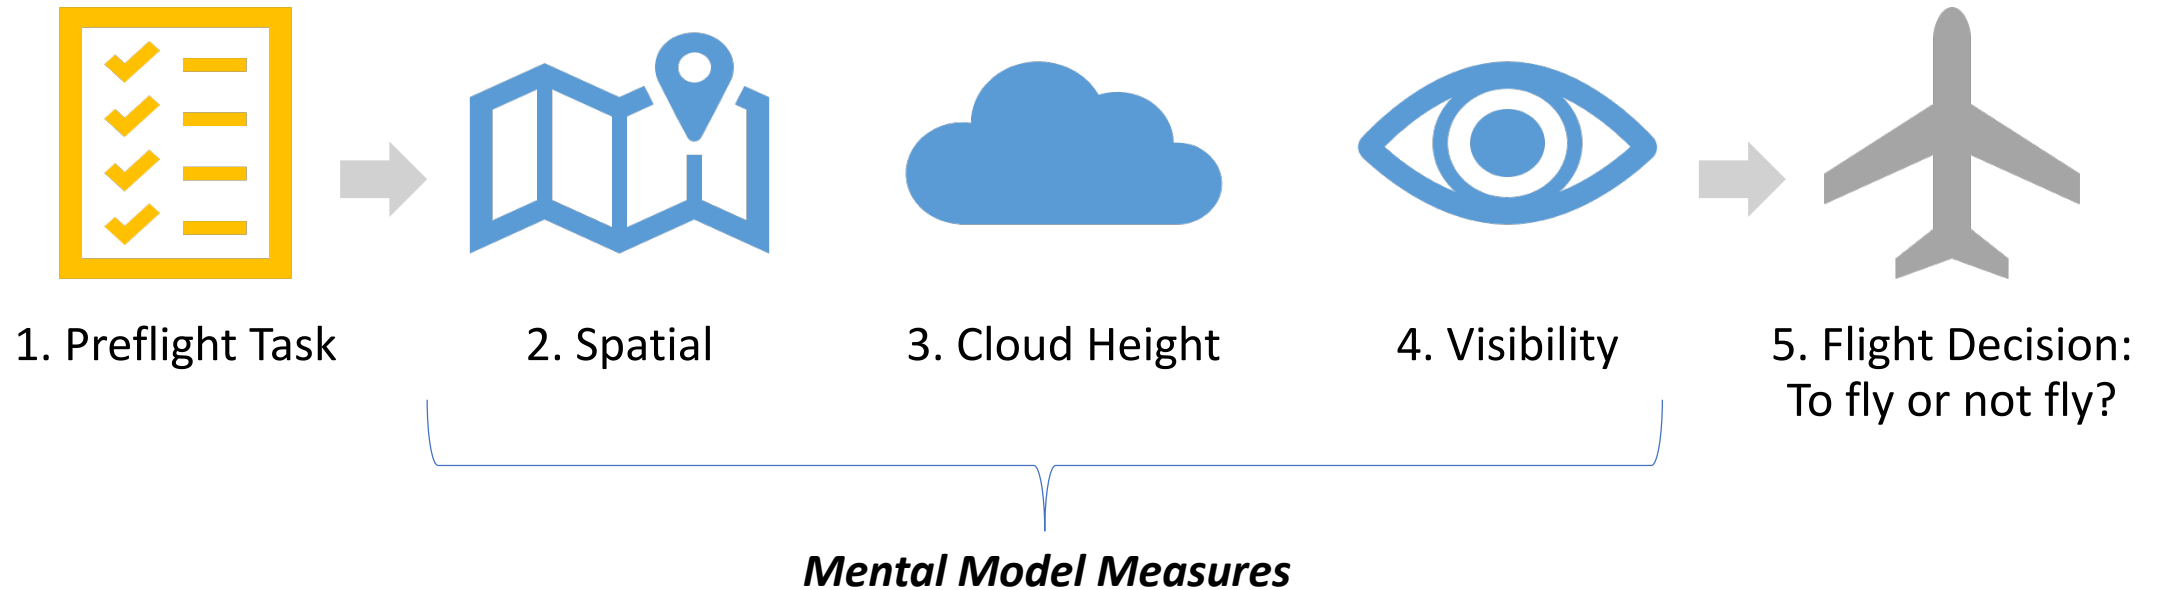 1. Preflight Task
2. Spatial
3. Cloud Height
4. Visibility
5. Flight Decision:
To fly or not fly?
Mental Model Measures